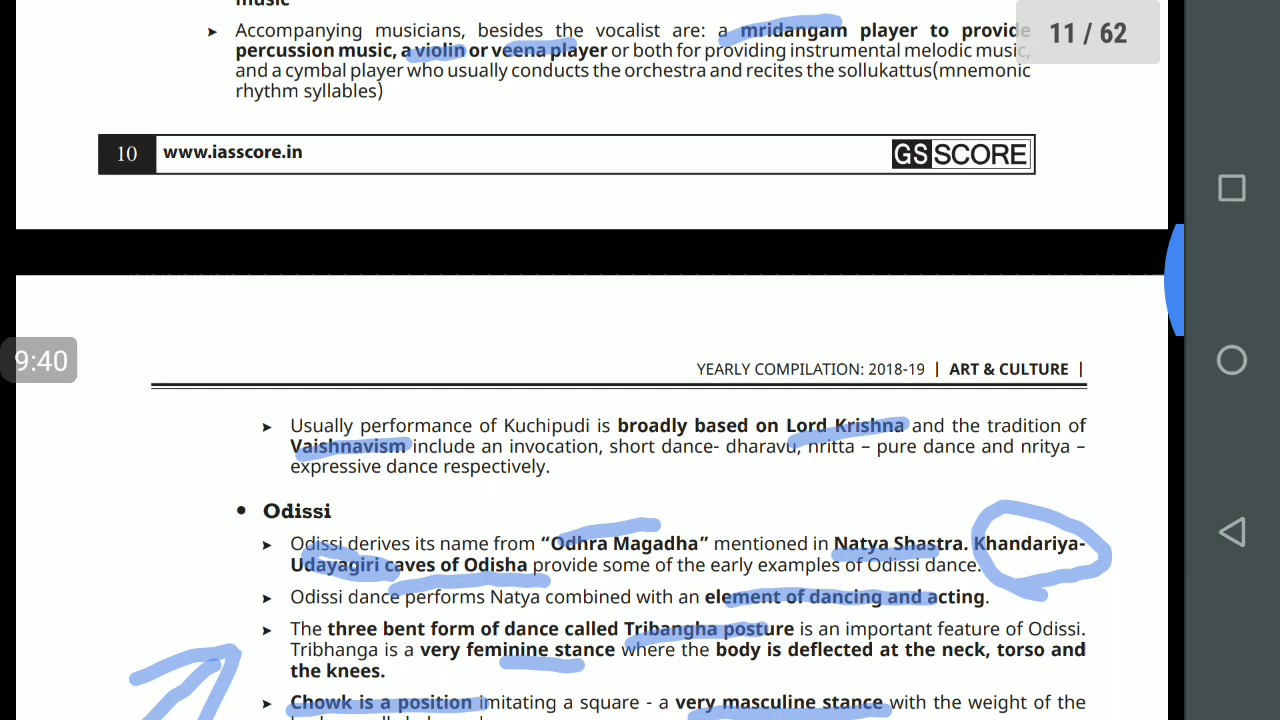 music
➤ Accompanying musicians, besides the vocalist are: a mridangam player to provide
percussion music, a violin or veena player or both for providing instrumental melodic music,
and a cymbal player who usually conducts the orchestra and recites the sollukattus(mnemonic
rhythm syllables)
11 / 62
10 www.iasscore.in GS SCORE
9:40
YEARLY COMPILATION: 2018-19 | ART & CULTURE |
➤ Usually performance of Kuchipudi is broadly based on Lord Krishna and the tradition of
Vaishnavism include an invocation, short dance- dharavu, nritta – pure dance and nritya –
expressive dance respectively.
• Odissi
➤ Odissi derives its name from “Odhra Magadha” mentioned in Natya Shastra. Khandariya-
Udayagiri caves of Odisha provide some of the early examples of Odissi dance.
➤ Odissi dance performs Natya combined with an element of dancing and acting.
➤ The three bent form of dance called Tribangha posture is an important feature of Odissi.
Tribhanga is a very feminine stance where the body is deflected at the neck, torso and
the knees.
➤ Chowk is a position imitating a square - a very masculine stance with the weight of the